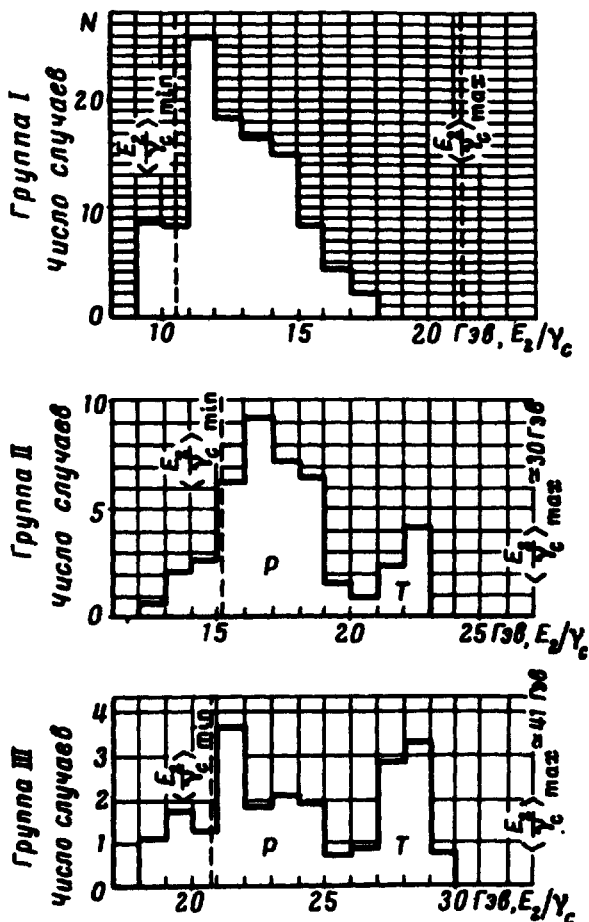 Группа I
Число случаев
N
20
10
0
⟨E₂/γc⟩min
⟨E₂/γc⟩max
10 15 20 Гэв, E₂/γc
Группа II
Число случаев
10
5
0
⟨E₂/γc⟩min
P
T
⟨E₂/γc⟩max ≃30 Гэв
15 20 25 Гэв, E₂/γc
Группа III
Число случаев
4
3
2
1
0
⟨E₂/γc⟩min
P
T
⟨E₂/γc⟩max ≃41 Гэв
20 25 30 Гэв, E₂/γc